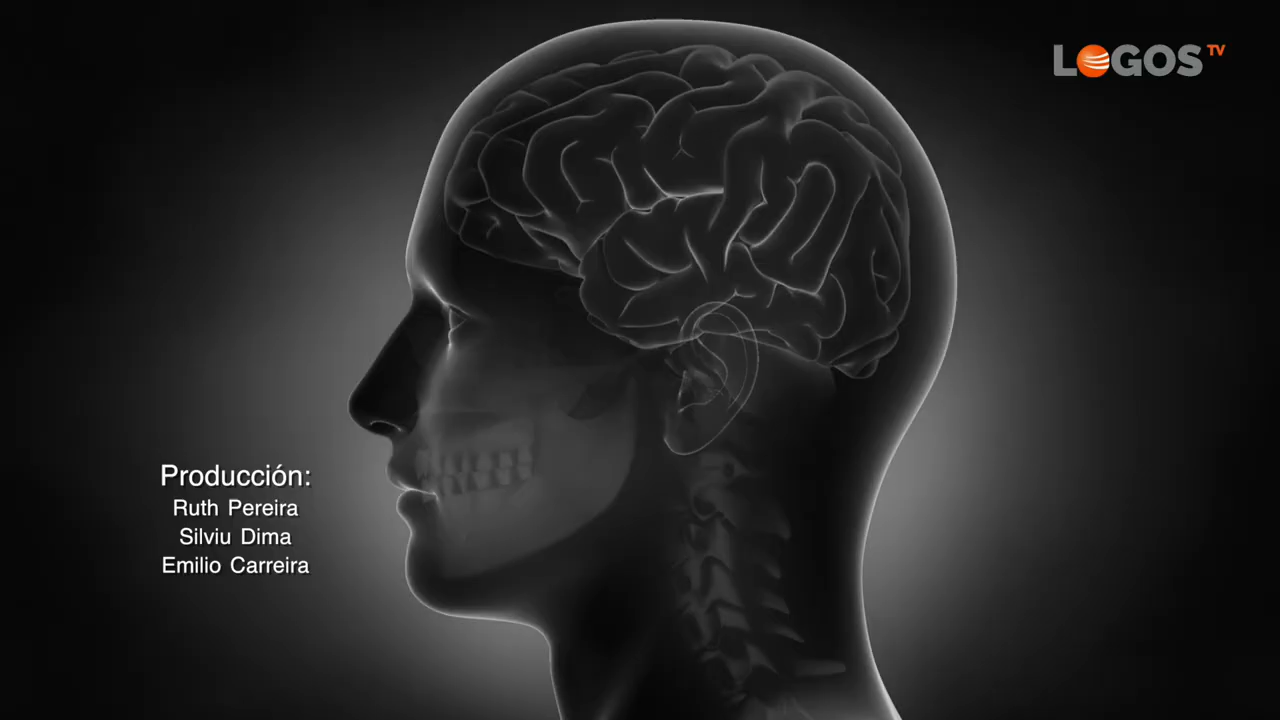 LOGOS TV
Producción:
Ruth Pereira
Silviu Dima
Emilio Carreira